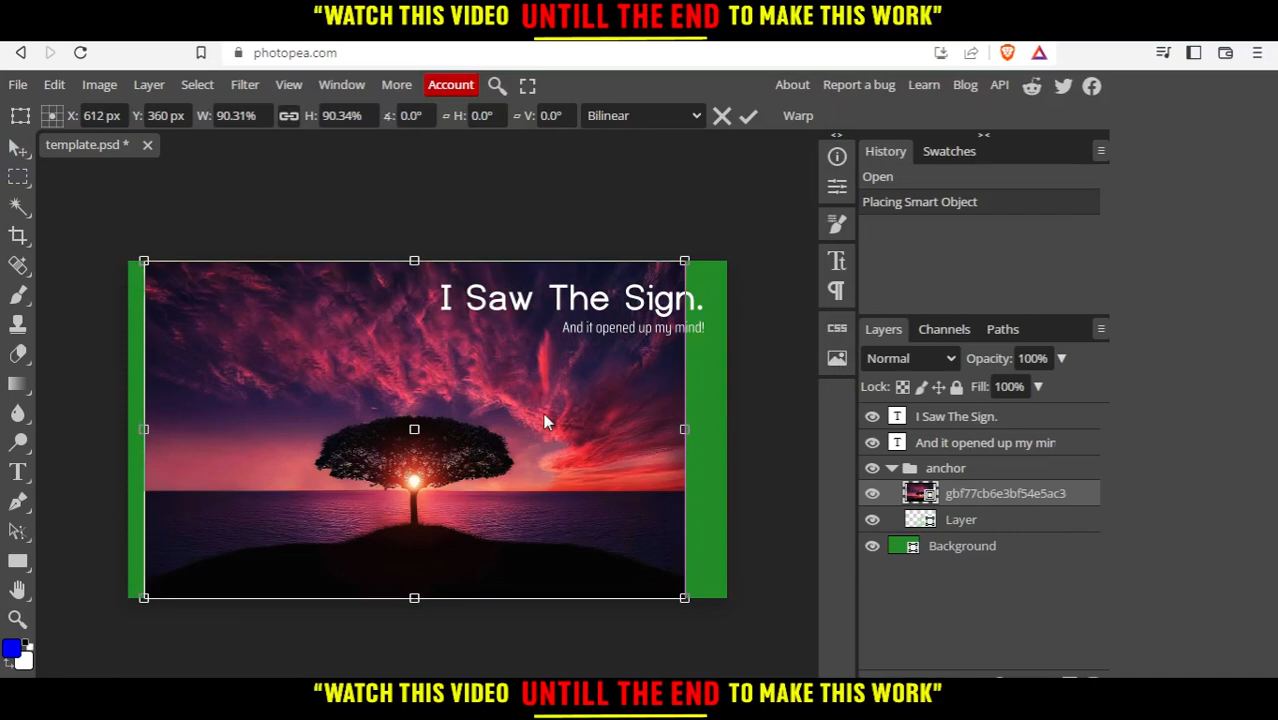 “WATCH THIS VIDEO UNTILL THE END TO MAKE THIS WORK”
photopea.com
File Edit Image Layer Select Filter View Window More Account About Report a bug Learn Blog API
X: 612 px Y: 360 px W: 90.31% H: 90.34% ∡: 0.0° H: 0.0° V: 0.0° Bilinear Warp
template.psd *
History Swatches
Open
Placing Smart Object
I Saw The Sign.
And it opened up my mind!
CSS
Layers Channels Paths
Normal Opacity: 100%
Lock: Fill: 100%
T I Saw The Sign.
T And it opened up my mir
anchor
gbf77cb6e3bf54e5ac3
Layer
Background
“WATCH THIS VIDEO UNTILL THE END TO MAKE THIS WORK”